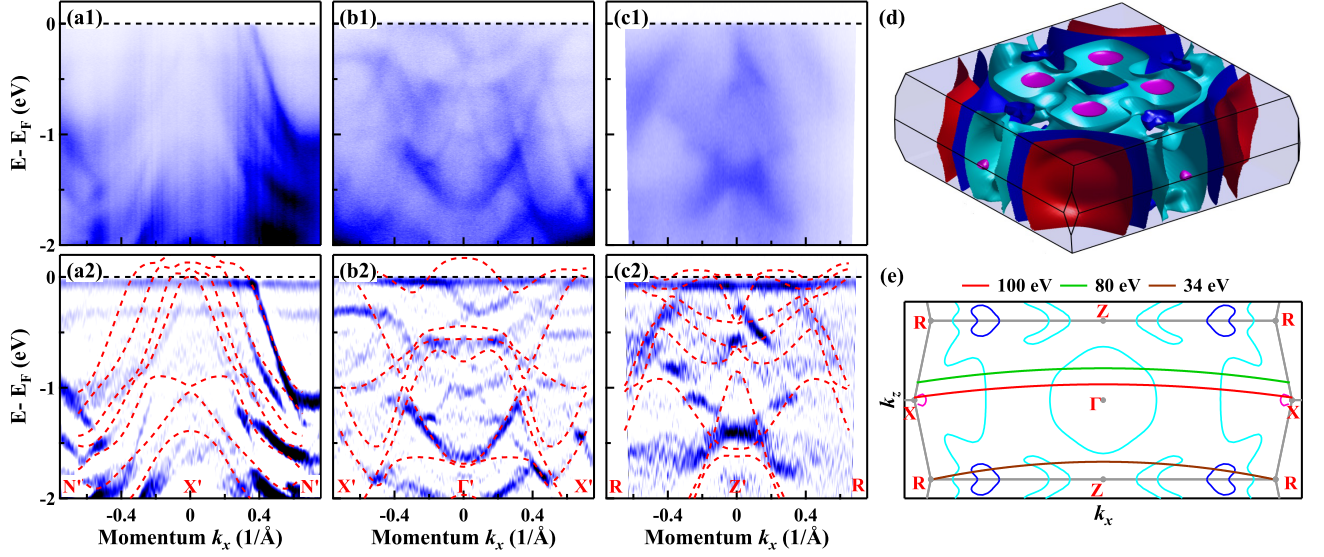 (a1)
(b1)
(c1)
(d)
0
-1
-2
E- E_F (eV)
(a2)
(b2)
(c2)
(e)
100 eV
80 eV
34 eV
0
-1
-2
E- E_F (eV)
N'
X'
N'
X'
Γ'
X'
R
Z'
R
-0.4
0
0.4
-0.4
0
0.4
-0.4
0
0.4
Momentum k_x (1/Å)
Momentum k_x (1/Å)
Momentum k_x (1/Å)
R
Z
R
k_z
X
Γ
X
R
Z
R
k_x